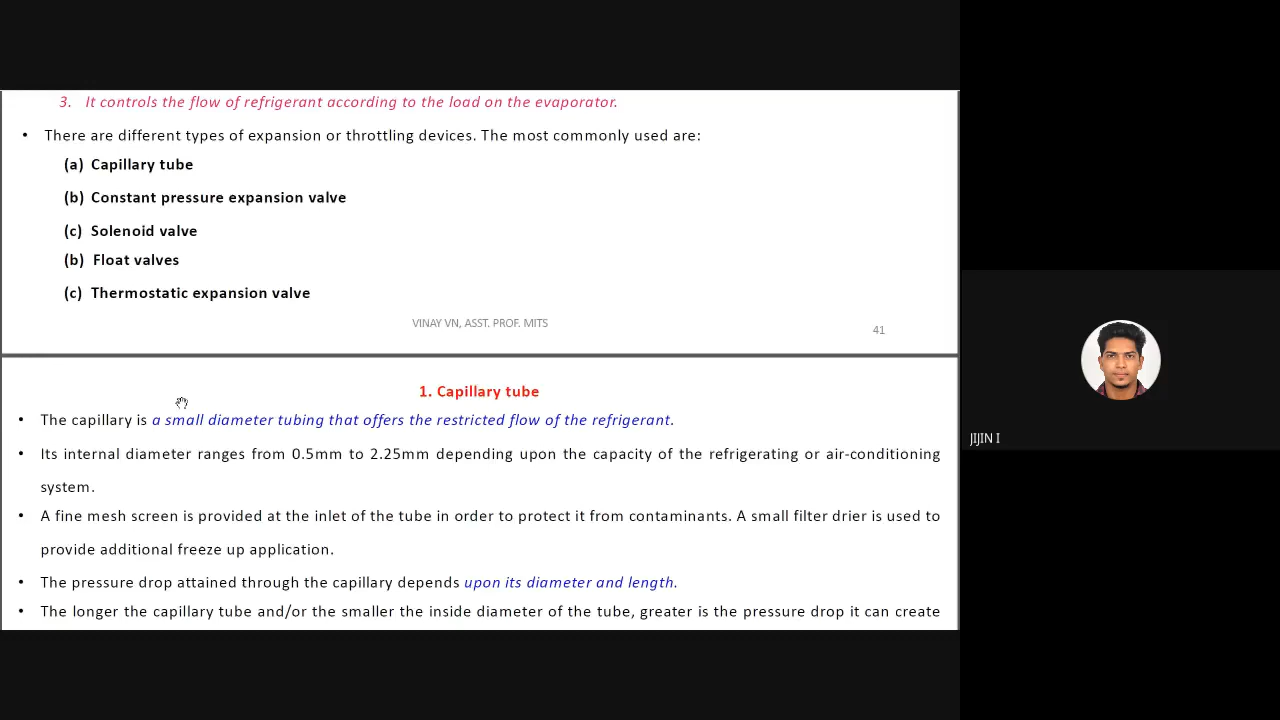 3. It controls the flow of refrigerant according to the load on the evaporator.
• There are different types of expansion or throttling devices. The most commonly used are:
(a) Capillary tube
(b) Constant pressure expansion valve
(c) Solenoid valve
(b) Float valves
(c) Thermostatic expansion valve
VINAY VN, ASST. PROF. MITS
41
1. Capillary tube
• The capillary is a small diameter tubing that offers the restricted flow of the refrigerant.
• Its internal diameter ranges from 0.5mm to 2.25mm depending upon the capacity of the refrigerating or air-conditioning
system.
• A fine mesh screen is provided at the inlet of the tube in order to protect it from contaminants. A small filter drier is used to
provide additional freeze up application.
• The pressure drop attained through the capillary depends upon its diameter and length.
• The longer the capillary tube and/or the smaller the inside diameter of the tube, greater is the pressure drop it can create
JIJIN I